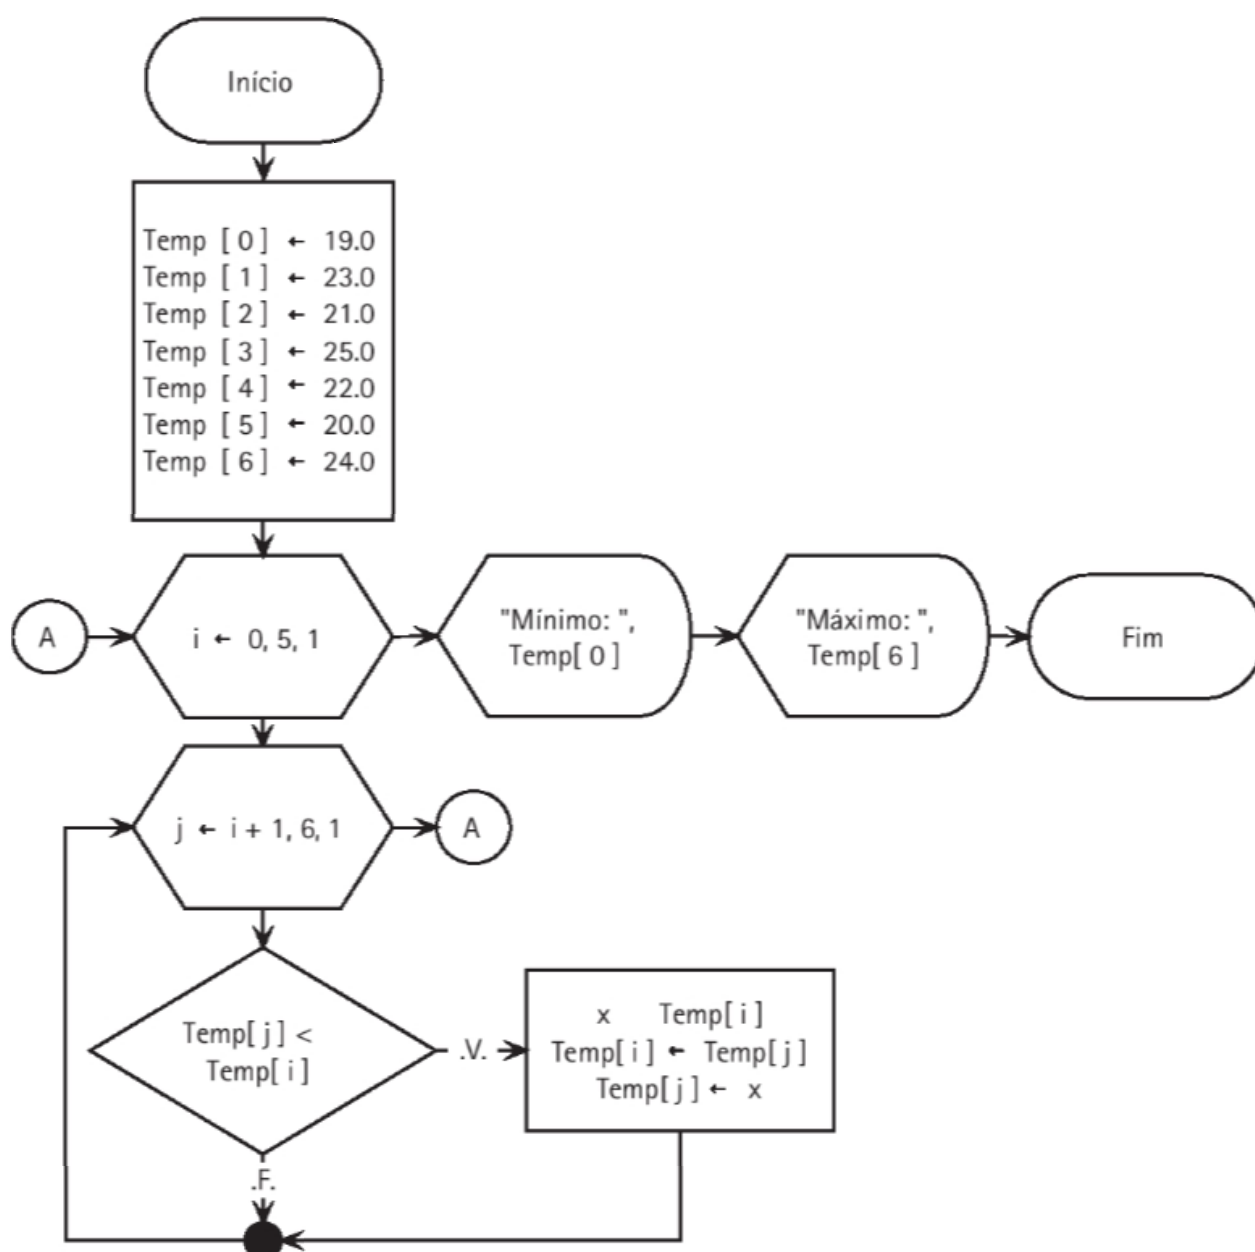 Início
Temp [ 0 ] ← 19.0
Temp [ 1 ] ← 23.0
Temp [ 2 ] ← 21.0
Temp [ 3 ] ← 25.0
Temp [ 4 ] ← 22.0
Temp [ 5 ] ← 20.0
Temp [ 6 ] ← 24.0
A
i ← 0, 5, 1
"Mínimo: ",
Temp[ 0 ]
"Máximo: ",
Temp[ 6 ]
Fim
j ← i + 1, 6, 1
A
Temp[ j ] <
Temp[ i ]
.V.
x Temp[ i ]
Temp[ i ] ← Temp[ j ]
Temp[ j ] ← x
.F.